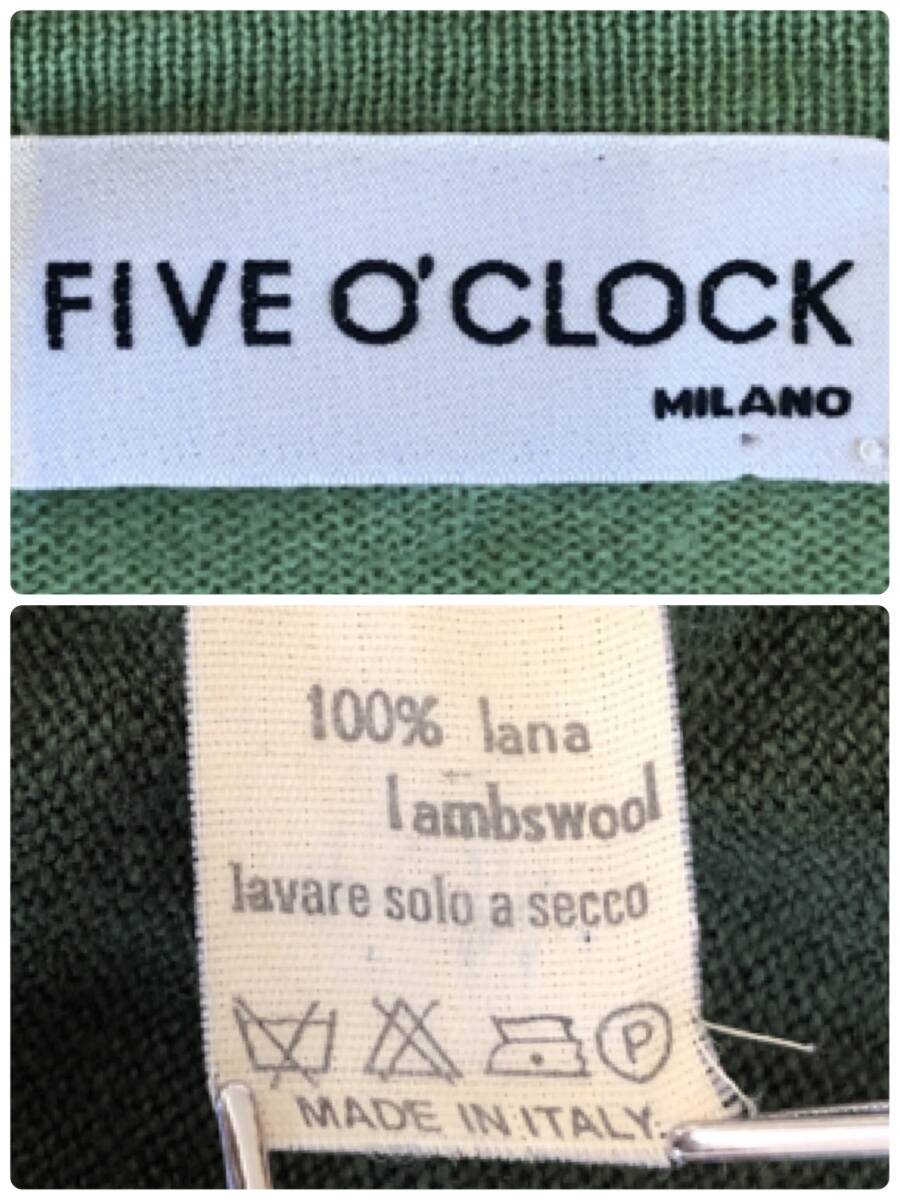 FIVE O'CLOCK
MILANO
100% lana
lambswool
lavare solo a secco
P
MADE IN ITALY